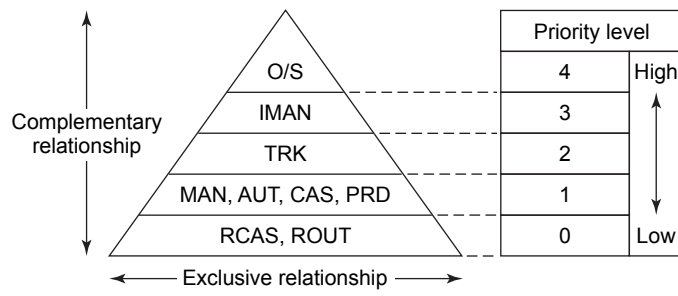 Priority level
O/S
4
High
IMAN
3
Complementary
relationship
TRK
2
MAN, AUT, CAS, PRD
1
RCAS, ROUT
0
Low
Exclusive relationship